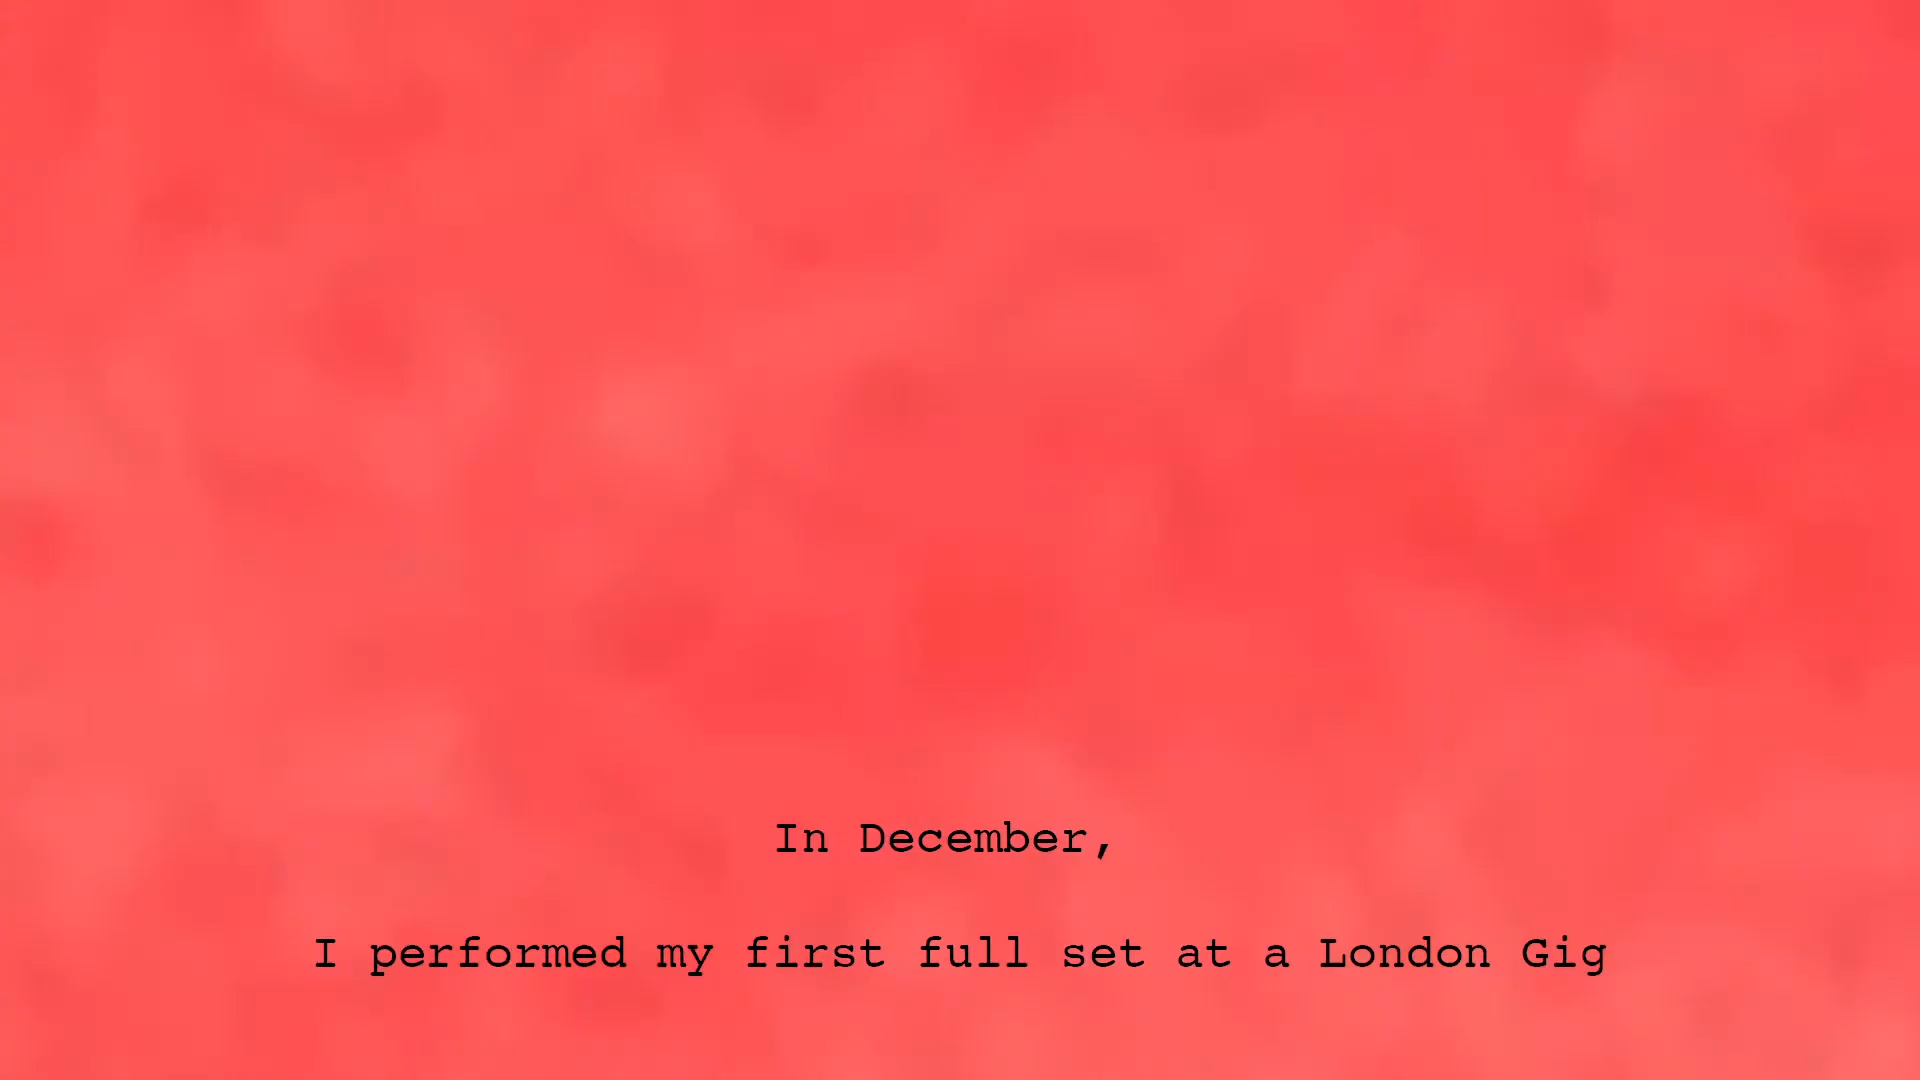 In December,
I performed my first full set at a London Gig